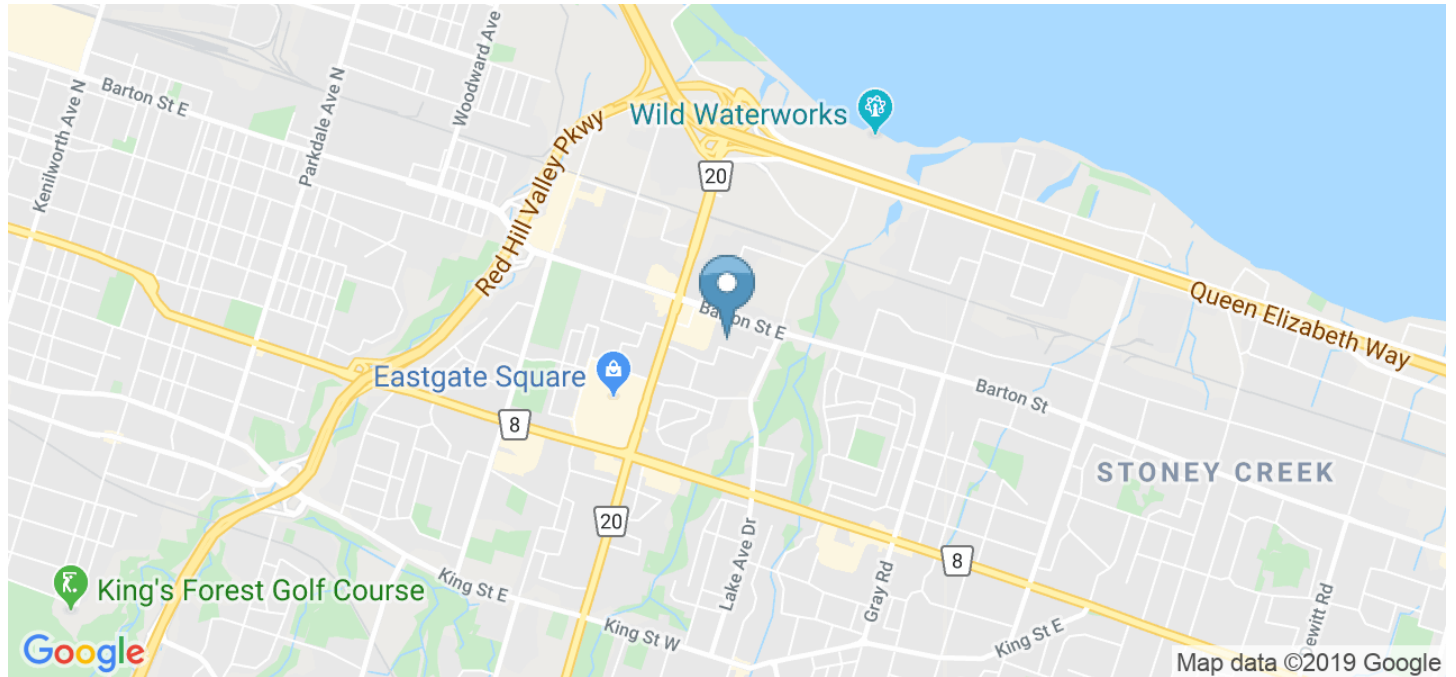 Barton St E
Kenilworth Ave N
Parkdale Ave N
Woodward Ave
Red Hill Valley Pkwy
Wild Waterworks
20
Queen Elizabeth Way
Barton St E
Eastgate Square
8
Barton St
STONEY CREEK
20
Lake Ave Dr
Gray Rd
8
King's Forest Golf Course
King St E
King St W
King St E
Dewitt Rd
Google
Map data ©2019 Google